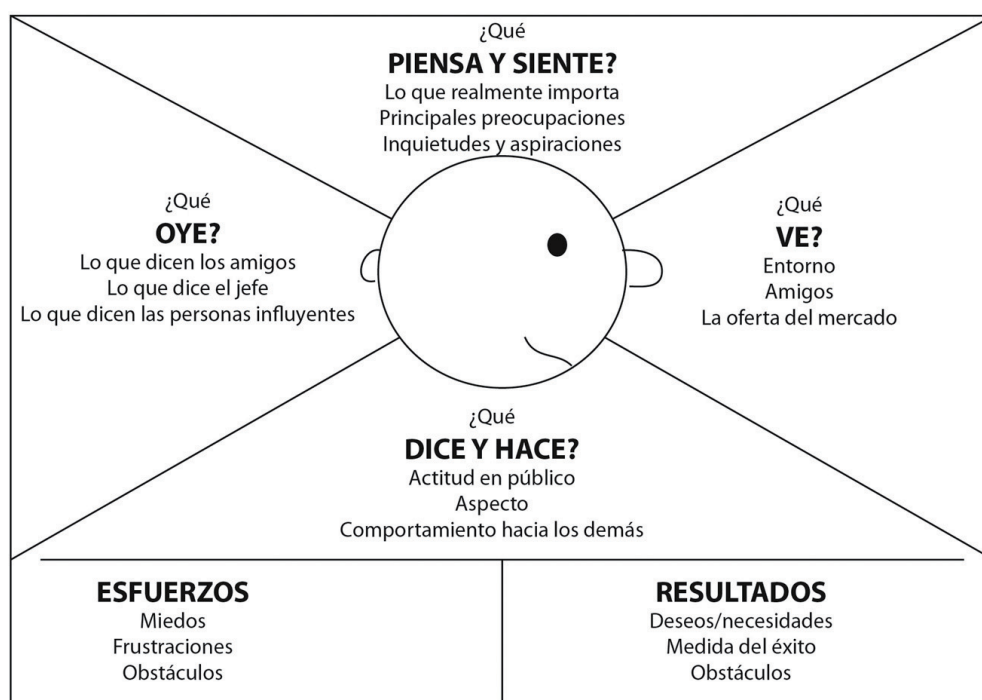 ¿Qué
PIENSA Y SIENTE?
Lo que realmente importa
Principales preocupaciones
Inquietudes y aspiraciones
¿Qué
OYE?
Lo que dicen los amigos
Lo que dice el jefe
Lo que dicen las personas influyentes
¿Qué
VE?
Entorno
Amigos
La oferta del mercado
¿Qué
DICE Y HACE?
Actitud en público
Aspecto
Comportamiento hacia los demás
ESFUERZOS
Miedos
Frustraciones
Obstáculos
RESULTADOS
Deseos/necesidades
Medida del éxito
Obstáculos